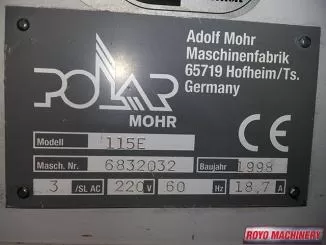 POLAR
MOHR
Adolf Mohr
Maschinenfabrik
65719 Hofheim/Ts.
Germany
Modell 115E
Masch. Nr. 6832032 Baujahr 1998
3 /SL AC 220 V 60 Hz 18,7 A
CE
ROYO MACHINERY